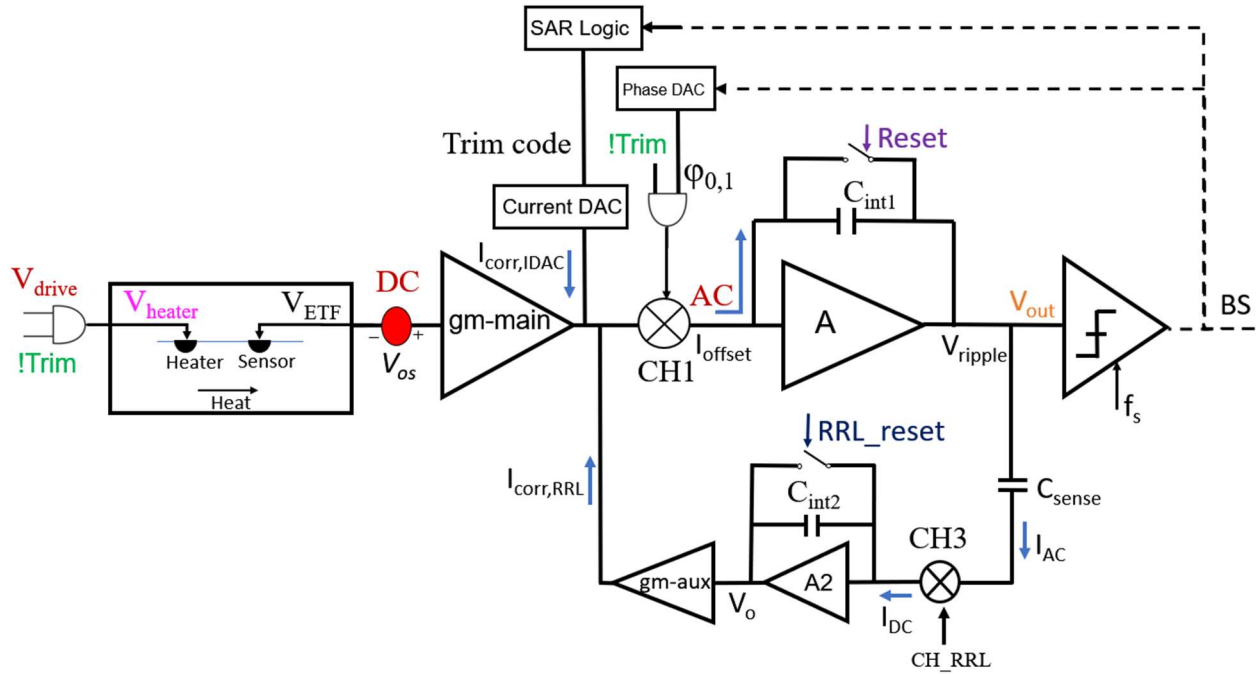 SAR Logic
Phase DAC
!Trim
Reset
Trim code
φ0,1
Cint1
Current DAC
Vdrive
Vheater
VETF
DC
Icorr,IDAC
AC
Vout
BS
gm-main
A
!Trim
Heater
Sensor
− +
Vos
CH1
Ioffset
Vripple
Heat
fs
RRL_reset
Icorr,RRL
Cint2
Csense
CH3
IAC
gm-aux
A2
Vo
IDC
CH_RRL